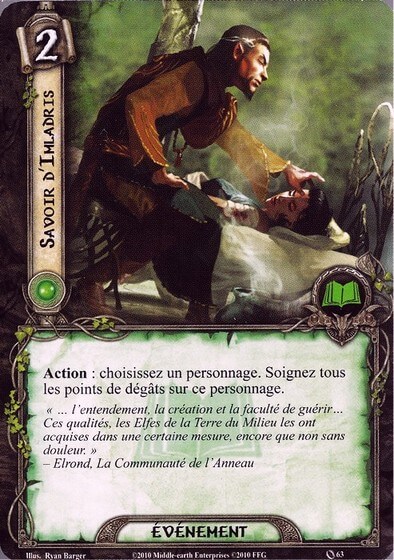 2
SAVOIR D'IMLADRIS
Action : choisissez un personnage. Soignez tous
les points de dégâts sur ce personnage.
« ... l'entendement, la création et la faculté de guérir...
Ces qualités, les Elfes de la Terre du Milieu les ont
acquises dans une certaine mesure, encore que non sans
douleur. »
– Elrond, La Communauté de l'Anneau
ÉVÉNEMENT
Illus. Ryan Barger
©2010 Middle-earth Enterprises ©2010 FFG
63